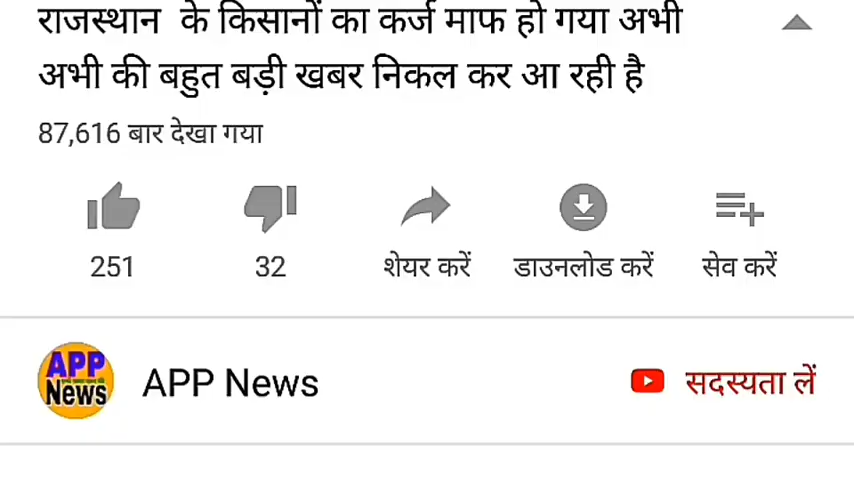 राजस्थान के किसानों का कर्ज माफ हो गया अभी
अभी की बहुत बड़ी खबर निकल कर आ रही है
87,616 बार देखा गया
251 32 शेयर करें डाउनलोड करें सेव करें
APP
News
APP News
सदस्यता लें